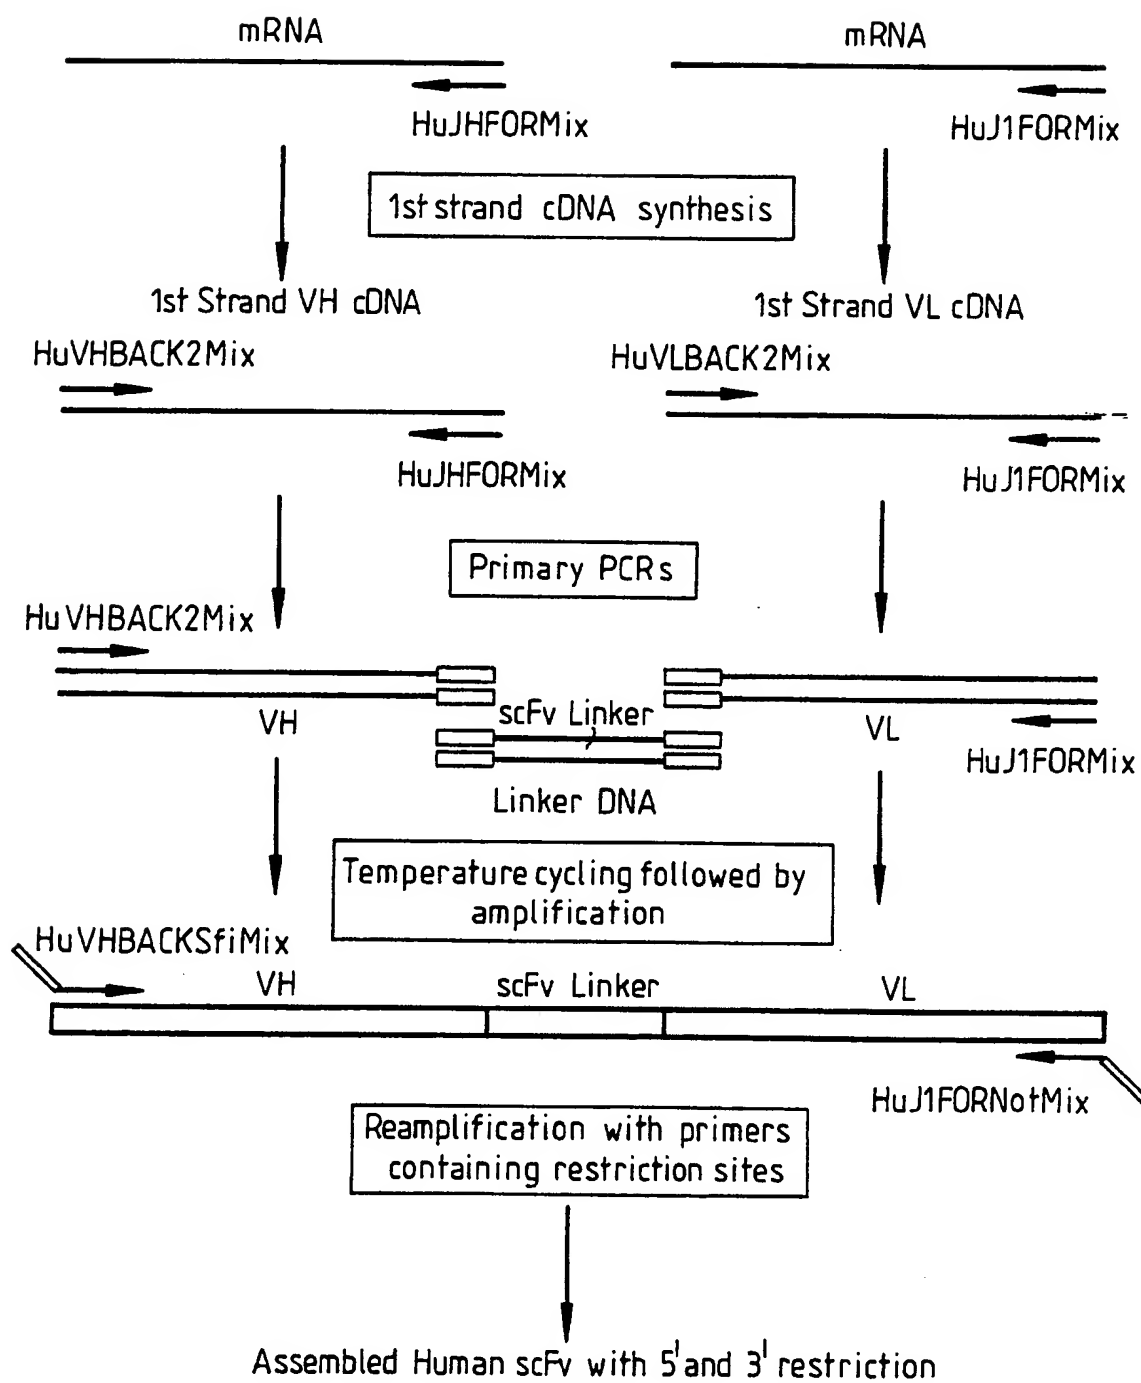 mRNA
mRNA
HuJHFORMix
HuJ1FORMix
1st strand cDNA synthesis
1st Strand VH cDNA
1st Strand VL cDNA
HuVHBACK2Mix
HuVLBACK2Mix
HuJHFORMix
HuJ1FORMix
Primary PCRs
HuVHBACK2Mix
VH
scFv Linker
VL
HuJ1FORMix
Linker DNA
Temperature cycling followed by
amplification
HuVHBACKSfiMix
VH
scFv Linker
VL
HuJ1FORNotMix
Reamplification with primers
containing restriction sites
Assembled Human scFv with 5' and 3' restriction